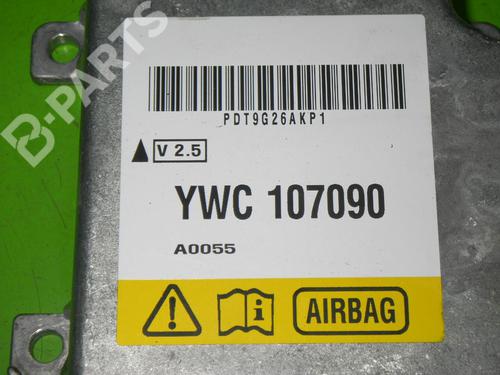 B-PARTS
PDT9G26AKP1
V 2.5
YWC 107090
A0055
AIRBAG